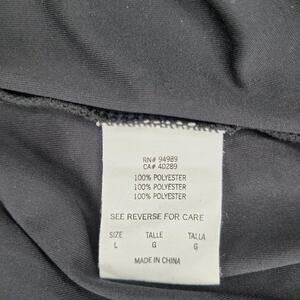 RN# 94989
CA# 40289
100% POLYESTER
100% POLYESTER
100% POLYESTER
SEE REVERSE FOR CARE
SIZE TALLE TALLA
L G G
MADE IN CHINA